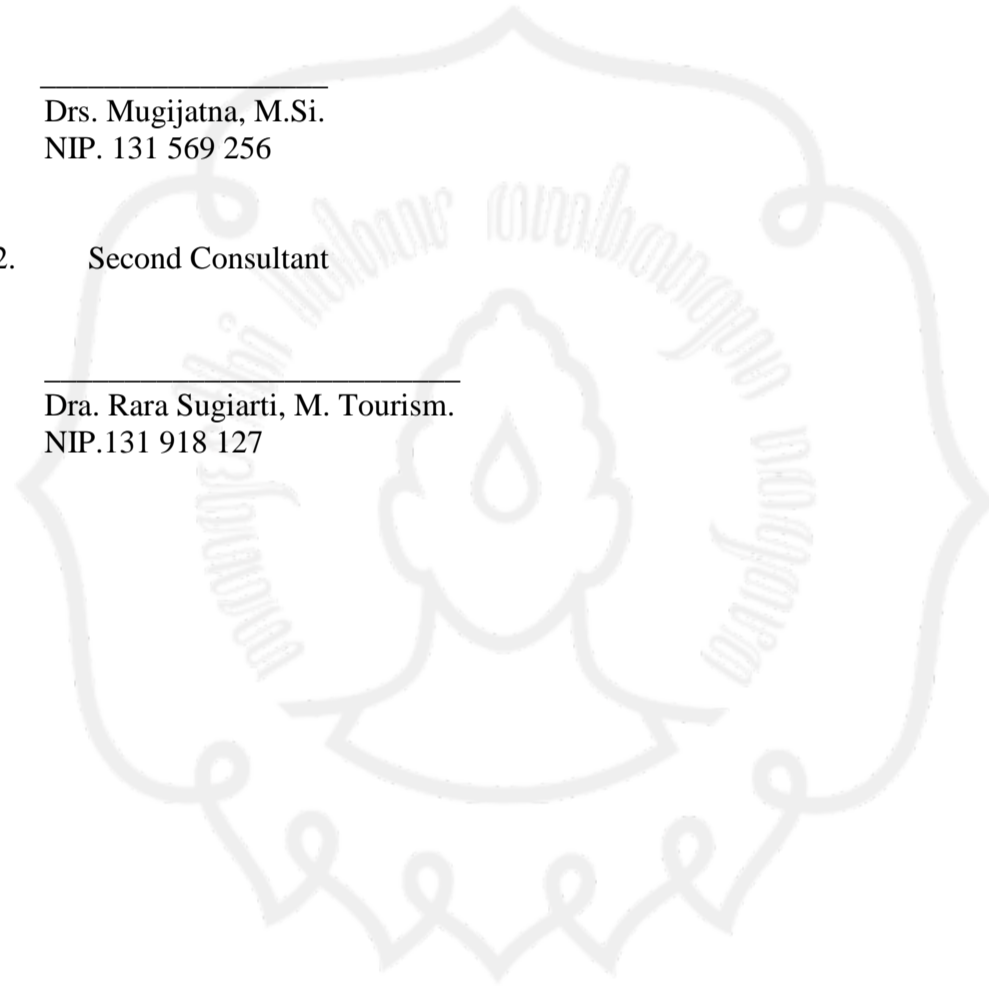 Drs. Mugijatna, M.Si.
NIP. 131 569 256
2. Second Consultant
Dra. Rara Sugiarti, M. Tourism.
NIP.131 918 127